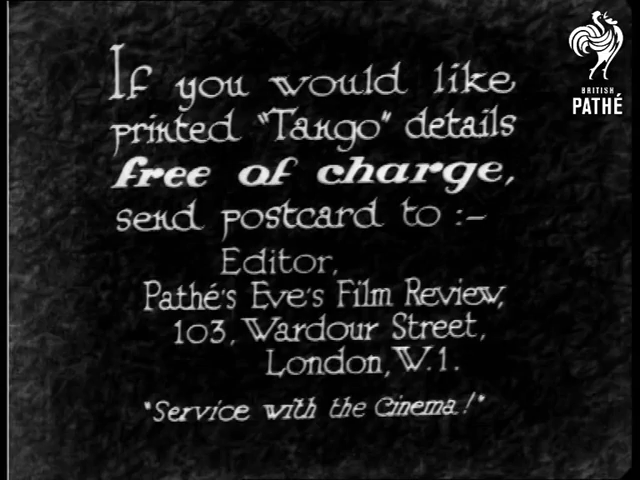 If you would like
printed "Tango" details
free of charge,
send postcard to :-
Editor,
Pathé's Eve's Film Review,
103, Wardour Street,
London, W.1.
"Service with the Cinema!"
BRITISH
PATHÉ